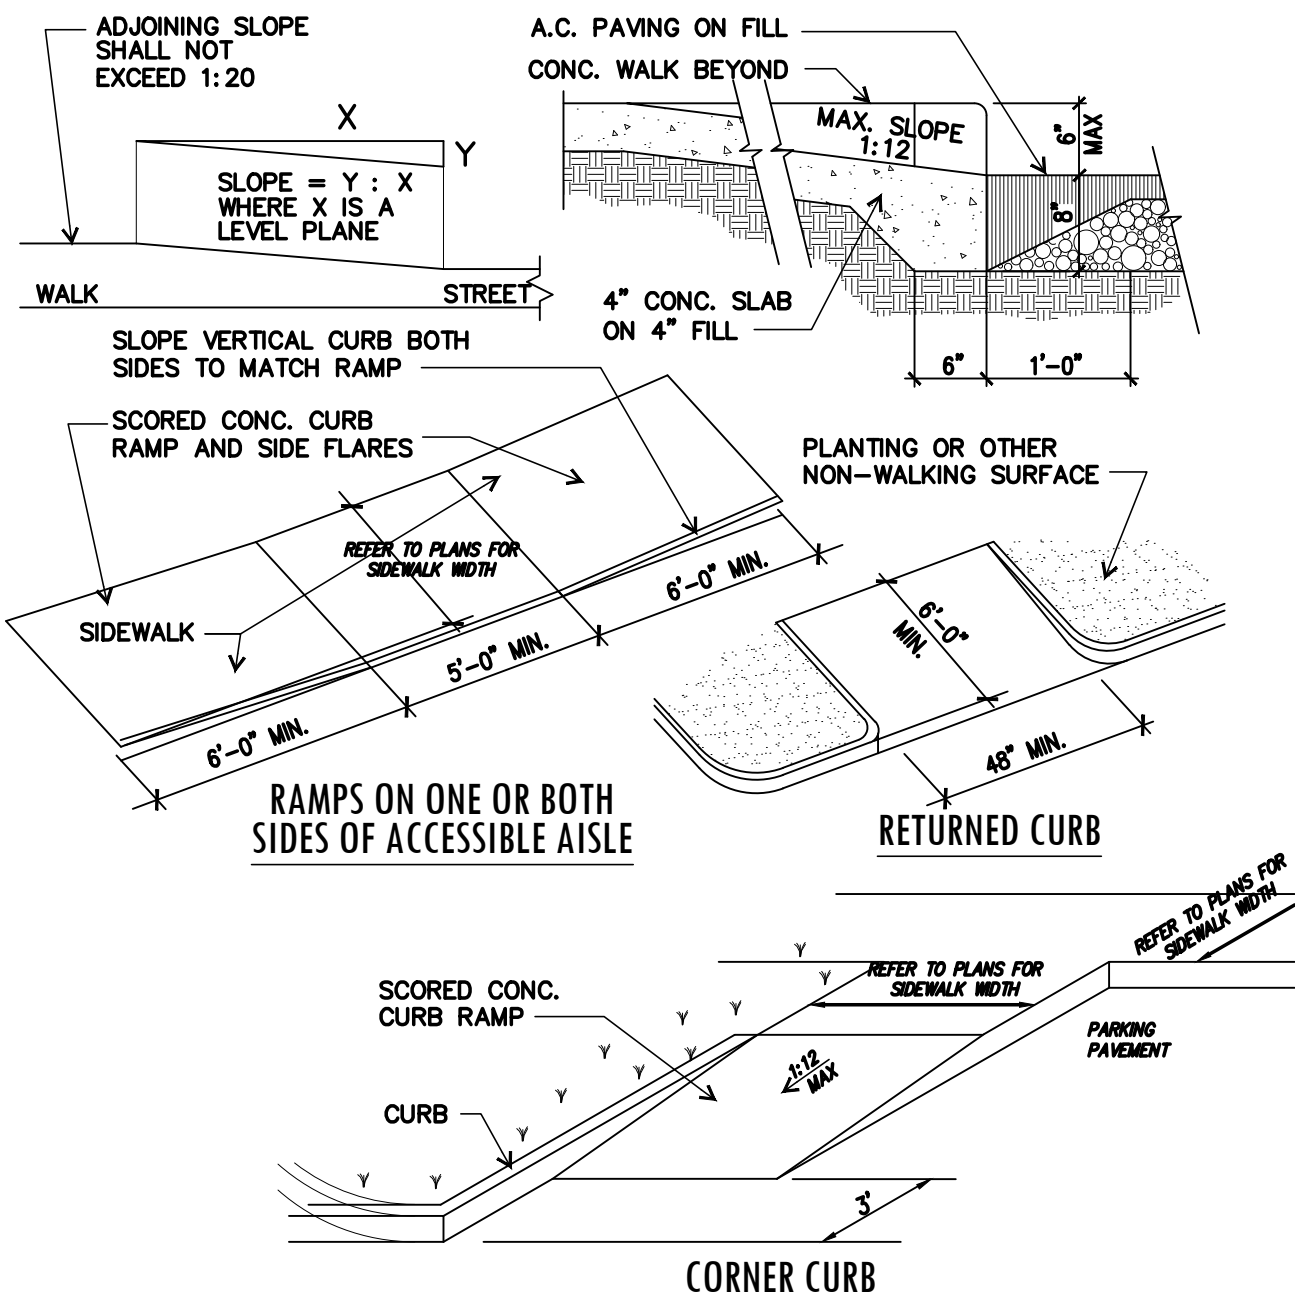 ADJOINING SLOPE
SHALL NOT
EXCEED 1:20
X
Y
SLOPE = Y : X
WHERE X IS A
LEVEL PLANE
WALK
STREET
A.C. PAVING ON FILL
CONC. WALK BEYOND
MAX. SLOPE
1:12
6"
MAX
8"
4" CONC. SLAB
ON 4" FILL
6"
1'-0"
SLOPE VERTICAL CURB BOTH
SIDES TO MATCH RAMP
SCORED CONC. CURB
RAMP AND SIDE FLARES
REFER TO PLANS FOR
SIDEWALK WIDTH
SIDEWALK
6'-0" MIN.
5'-0" MIN.
6'-0" MIN.
RAMPS ON ONE OR BOTH
SIDES OF ACCESSIBLE AISLE
PLANTING OR OTHER
NON-WALKING SURFACE
6'-0"
MIN.
48" MIN.
RETURNED CURB
REFER TO PLANS FOR
SIDEWALK WIDTH
REFER TO PLANS FOR
SIDEWALK WIDTH
SCORED CONC.
CURB RAMP
PARKING
PAVEMENT
1:12
MAX
CURB
3'
CORNER CURB